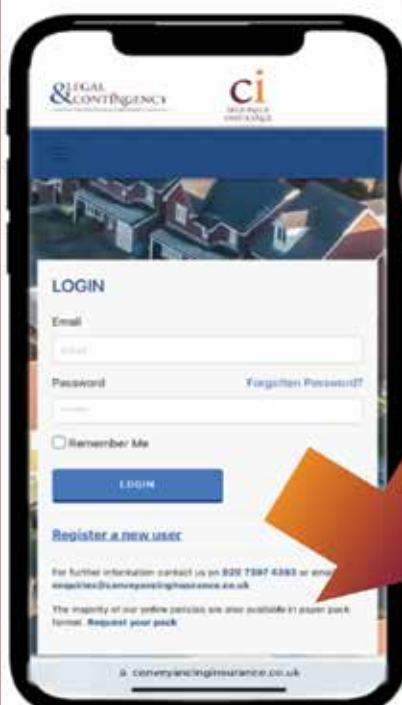 LEGAL
& CONTINGENCY
ci
LOGIN
Email
Password
Forgotten Password?
Remember Me
LOGIN
Register a new user
For further information contact us on 020 7397 4363 or email
enquiries@conveyancinginsurance.co.uk
The majority of our online policies are also available in paper pack
format. Request your pack
conveyancinginsurance.co.uk